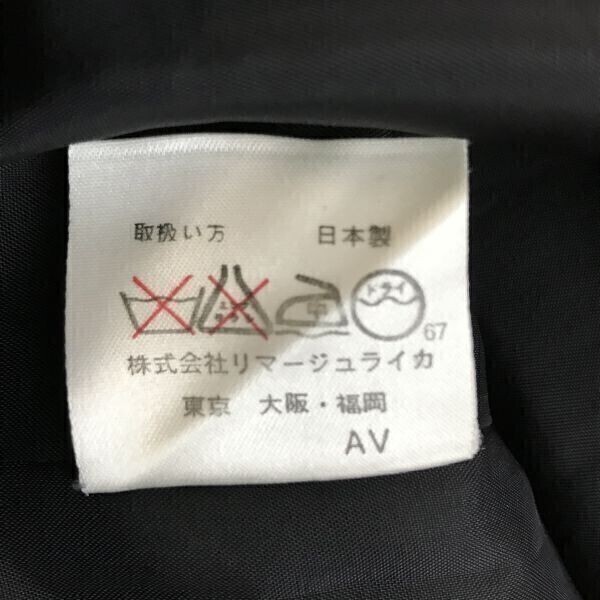 取扱い方 日本製
中 ドライ
67
株式会社リマージュライカ
東京 大阪・福岡
AV